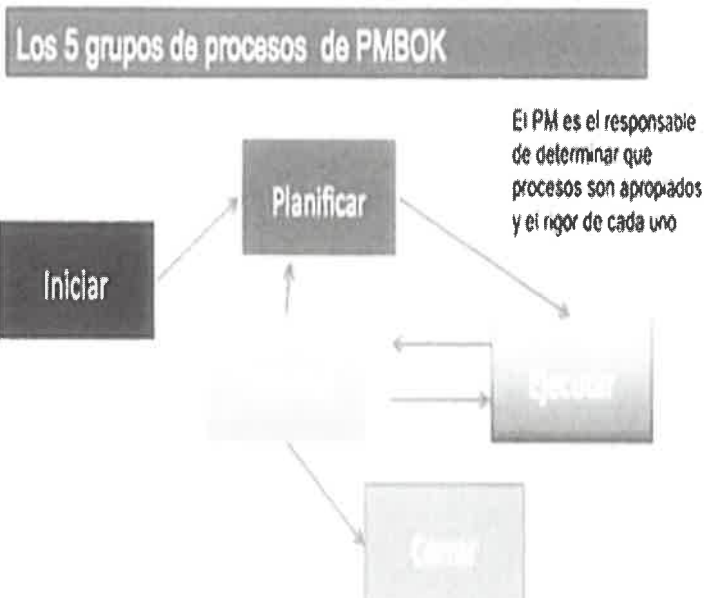 Los 5 grupos de procesos de PMBOK
El PM es el responsable
de determinar que
procesos son apropiados
y el rigor de cada uno
Planificar
Iniciar
Ejecutar
Cerrar